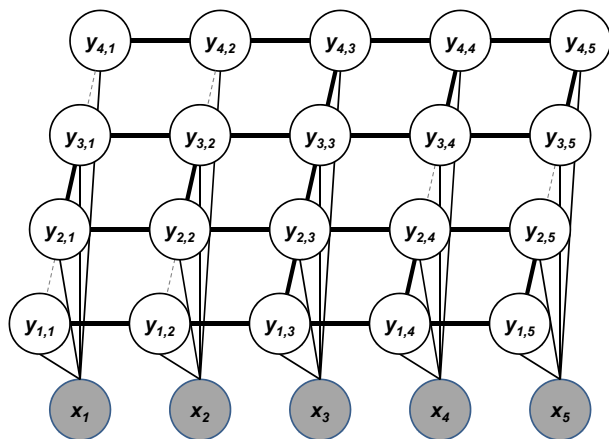 y4,1 y4,2 y4,3 y4,4 y4,5
y3,1 y3,2 y3,3 y3,4 y3,5
y2,1 y2,2 y2,3 y2,4 y2,5
y1,1 y1,2 y1,3 y1,4 y1,5
x1 x2 x3 x4 x5